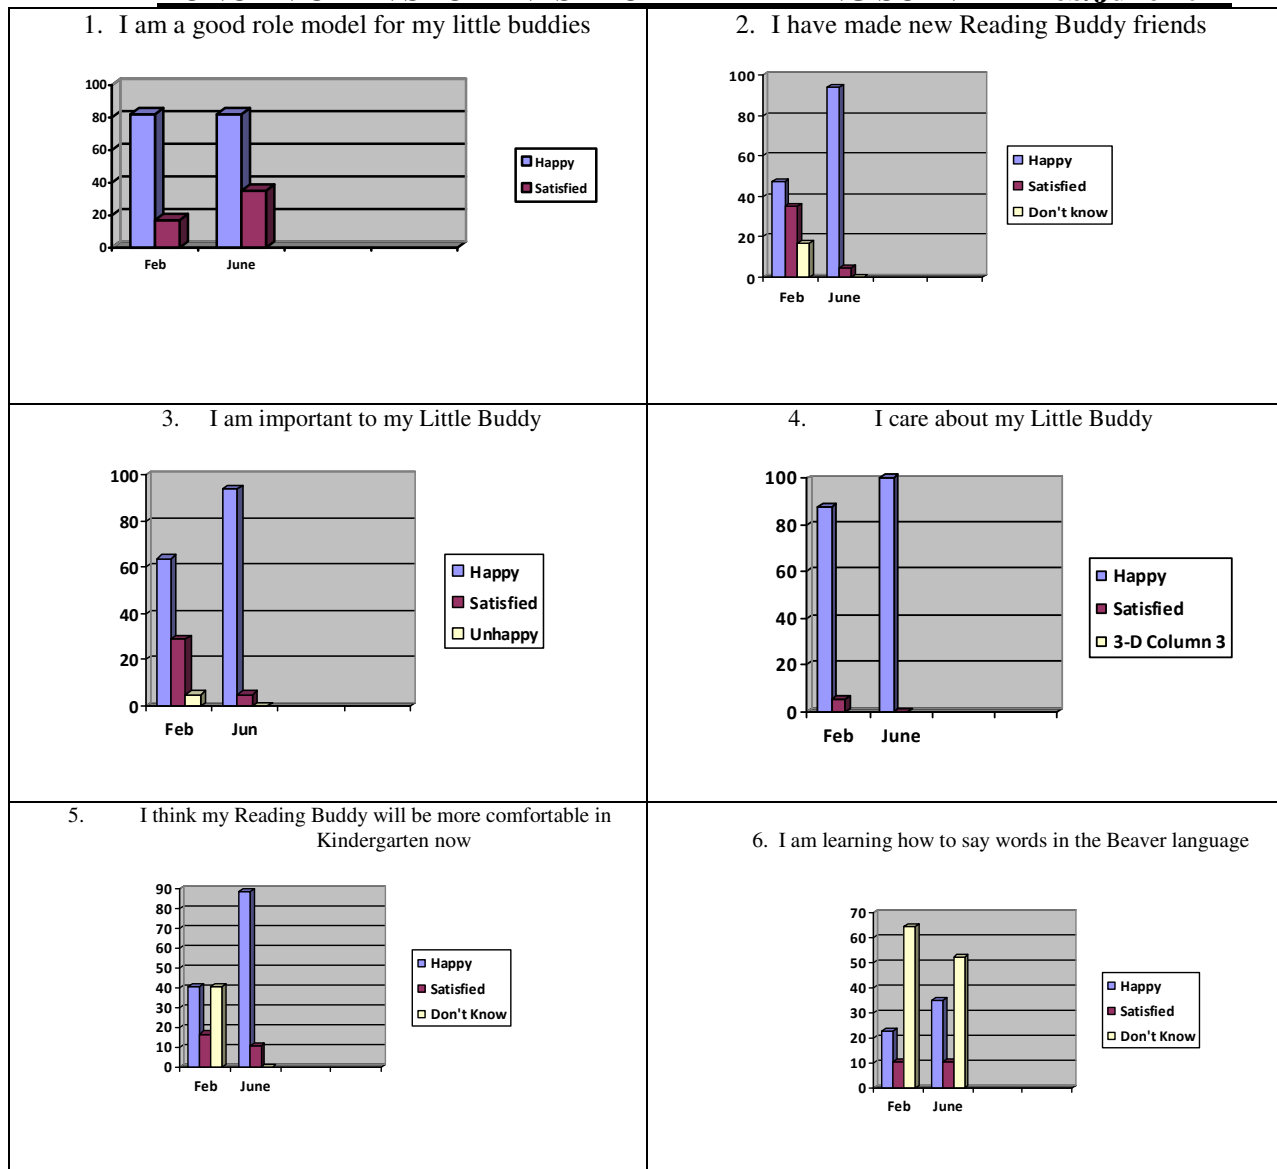 1. I am a good role model for my little buddies
100
80
60
40
20
0
Feb June
Happy
Satisfied
2. I have made new Reading Buddy friends
100
80
60
40
20
0
Feb June
Happy
Satisfied
Don't know
3. I am important to my Little Buddy
100
80
60
40
20
0
Feb Jun
Happy
Satisfied
Unhappy
4. I care about my Little Buddy
100
80
60
40
20
0
Feb June
Happy
Satisfied
3-D Column 3
5. I think my Reading Buddy will be more comfortable in
Kindergarten now
90
80
70
60
50
40
30
20
10
0
Feb June
Happy
Satisfied
Don't Know
6. I am learning how to say words in the Beaver language
70
60
50
40
30
20
10
0
Feb June
Happy
Satisfied
Don't Know